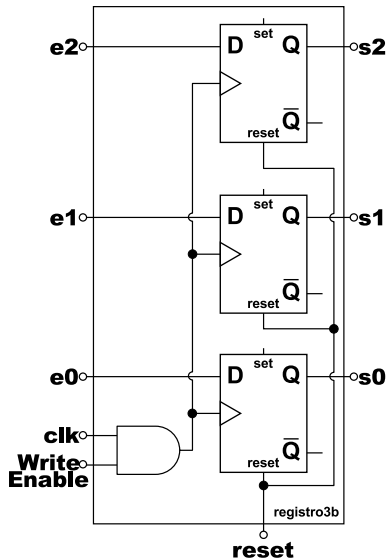 set
e2 D Q s2
Q
reset
set
e1 D Q s1
Q
reset
set
e0 D Q s0
clk
Q
Write
Enable
reset
registro3b
reset